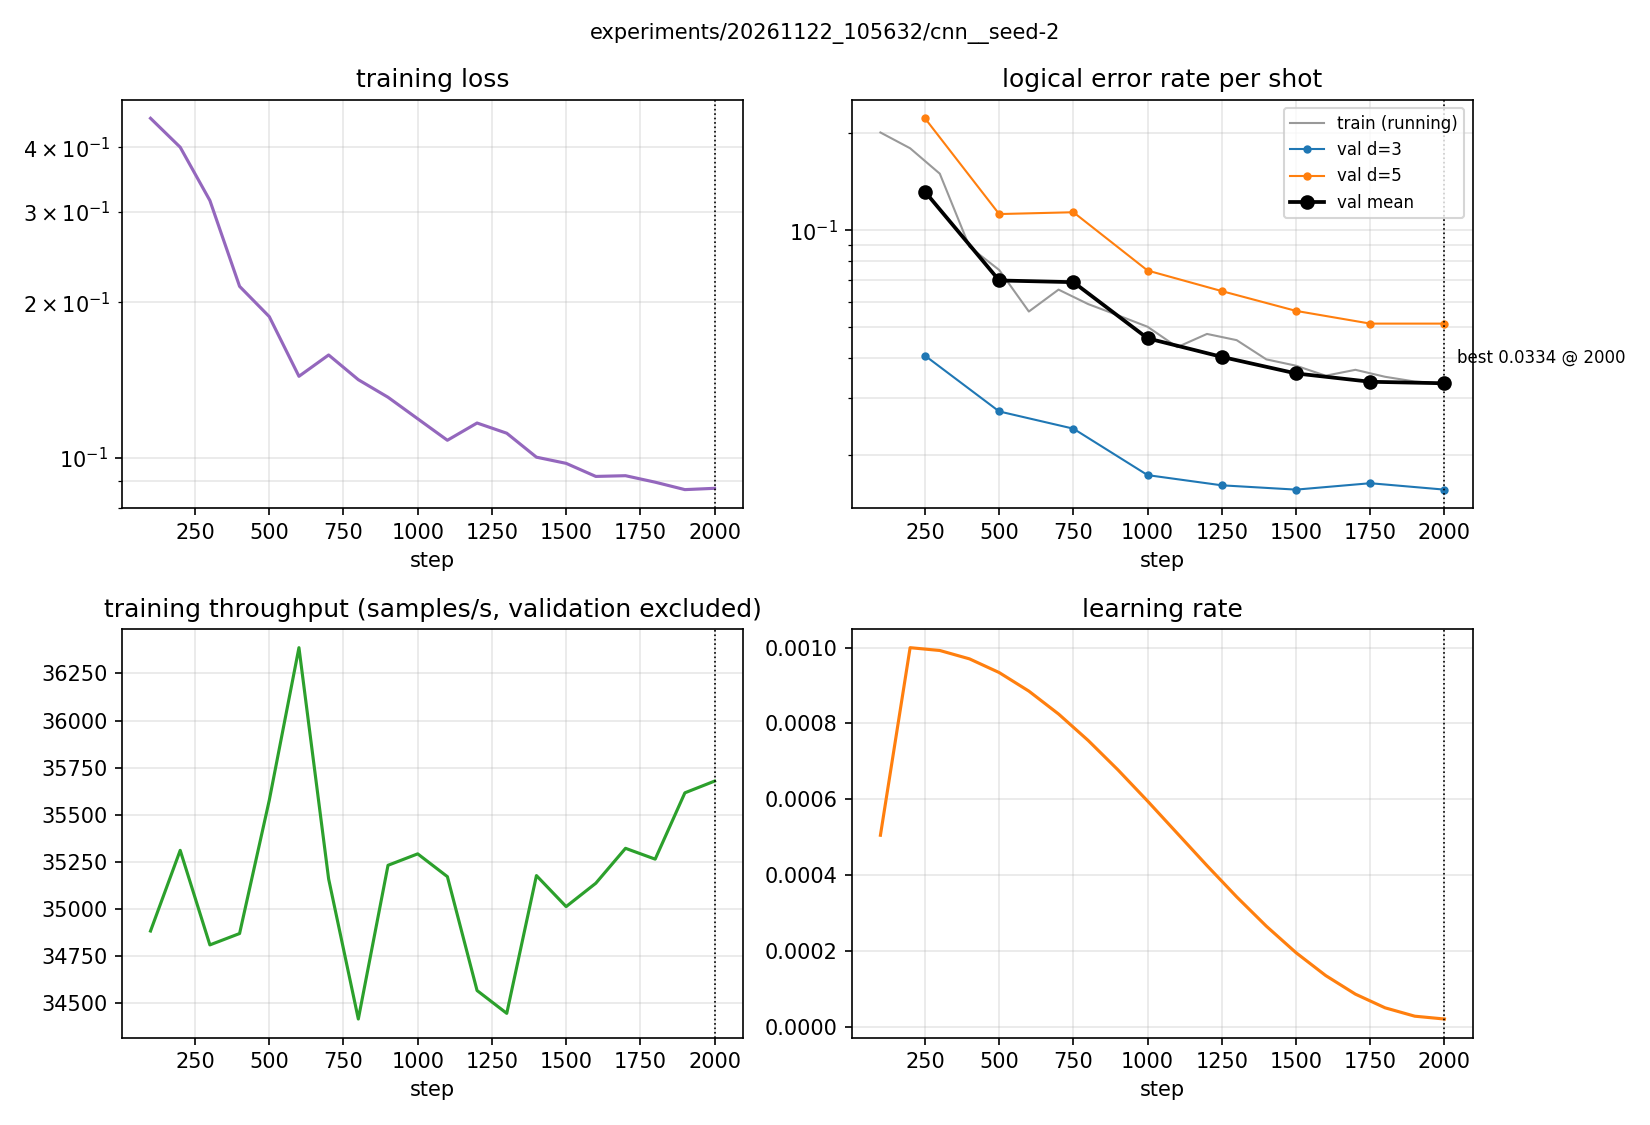 experiments/20261122_105632/cnn__seed-2
training loss
4 × 10⁻¹
3 × 10⁻¹
2 × 10⁻¹
10⁻¹
250 500 750 1000 1250 1500 1750 2000
step
logical error rate per shot
train (running)
val d=3
val d=5
val mean
10⁻¹
best 0.0334 @ 2000
250 500 750 1000 1250 1500 1750 2000
step
training throughput (samples/s, validation excluded)
36250
36000
35750
35500
35250
35000
34750
34500
250 500 750 1000 1250 1500 1750 2000
step
learning rate
0.0010
0.0008
0.0006
0.0004
0.0002
0.0000
250 500 750 1000 1250 1500 1750 2000
step